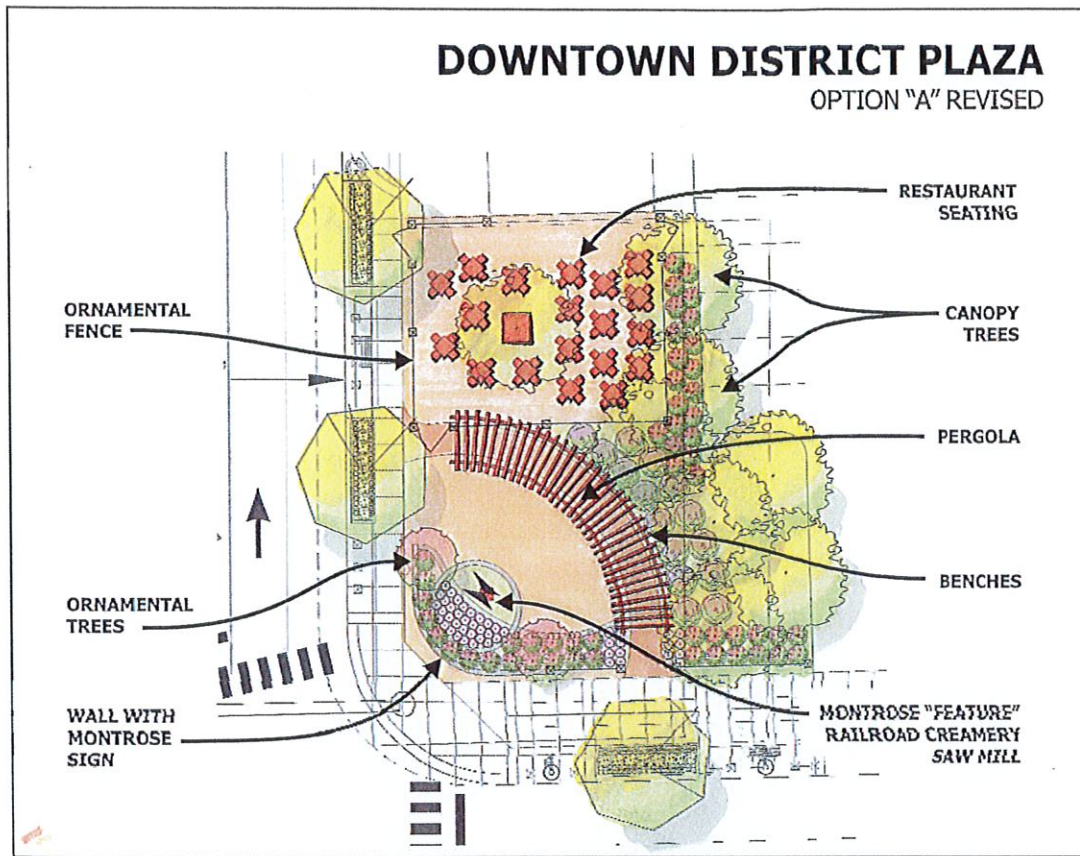 DOWNTOWN DISTRICT PLAZA
OPTION "A" REVISED
RESTAURANT
SEATING
ORNAMENTAL
FENCE
CANOPY
TREES
PERGOLA
BENCHES
ORNAMENTAL
TREES
WALL WITH
MONTROSE
SIGN
MONTROSE "FEATURE"
RAILROAD CREAMERY
SAW MILL